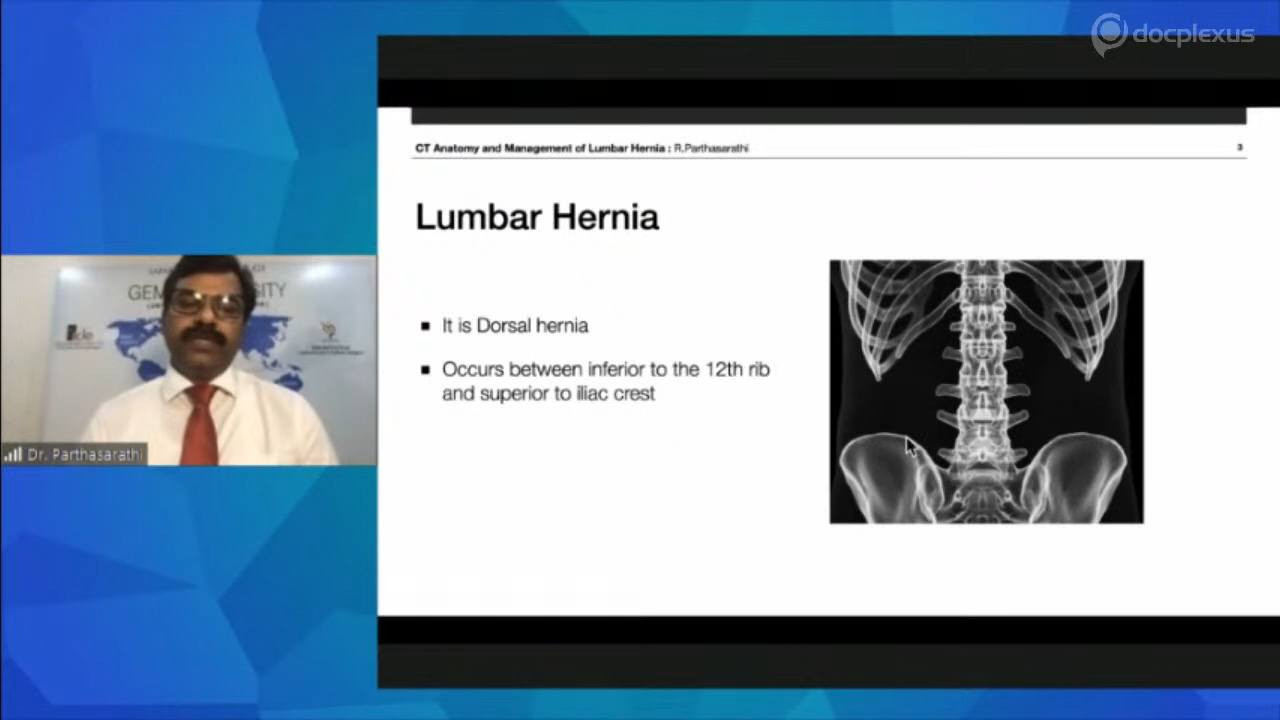 docplexus
CT Anatomy and Management of Lumbar Hernia : R.Parthasarathi
3
Lumbar Hernia
■ It is Dorsal hernia
■ Occurs between inferior to the 12th rib
and superior to iliac crest
Dr. Parthasarathi